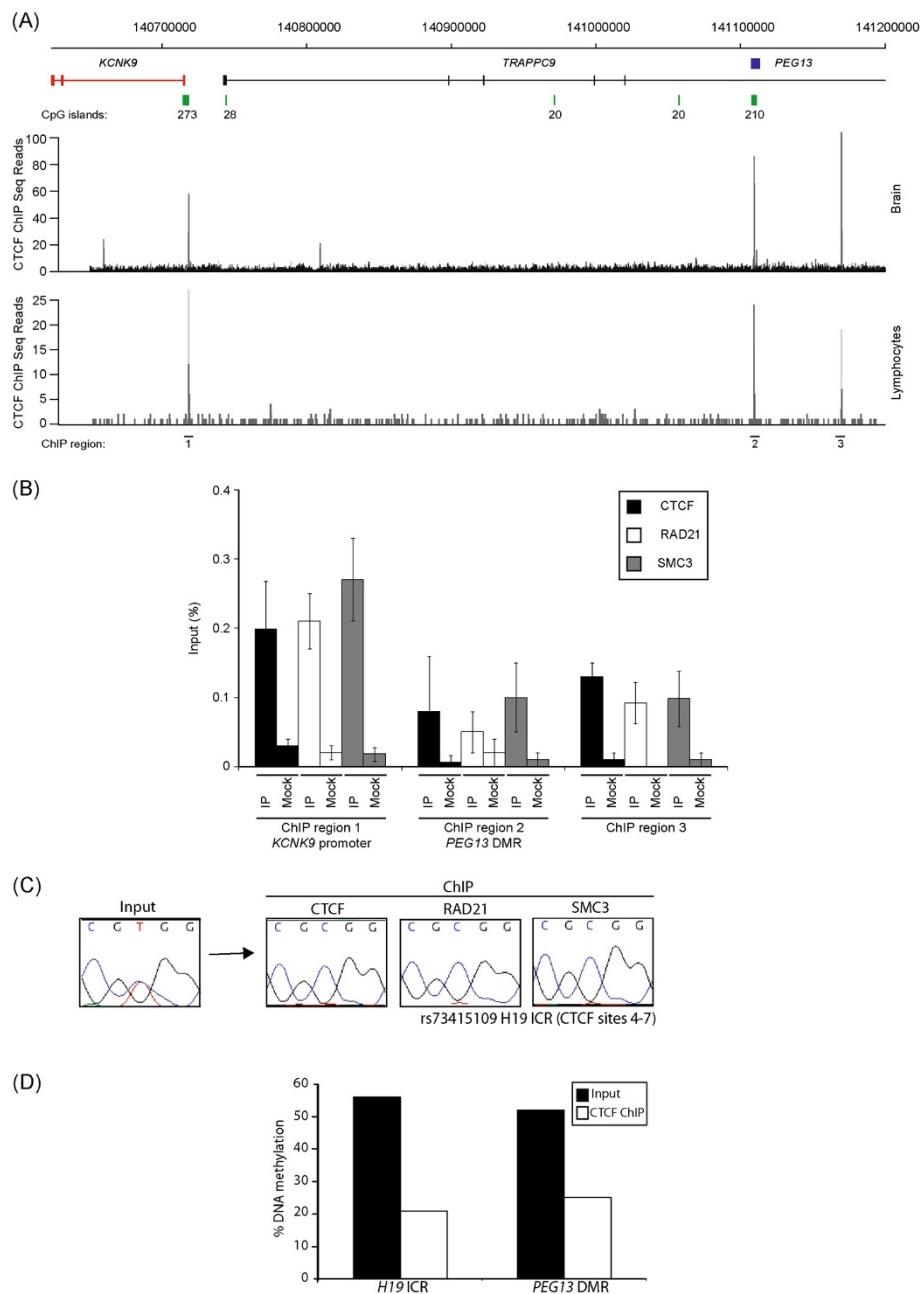 (A)
140700000 140800000 140900000 141000000 141100000 141200000
KCNK9 TRAPPC9 PEG13
CpG islands: 273 28 20 20 210
CTCF ChIP Seq Reads
100
80
60
40
20
0
Brain
CTCF ChIP Seq Reads
25
20
15
10
5
0
Lymphocytes
ChIP region: 1 2 3
(B)
Input (%)
0.4
0.3
0.2
0.1
0
CTCF
RAD21
SMC3
IP Mock IP Mock IP Mock IP Mock IP Mock IP Mock IP Mock IP Mock IP Mock
ChIP region 1 ChIP region 2 ChIP region 3
KCNK9 promoter PEG13 DMR
(C)
ChIP
Input CTCF RAD21 SMC3
C G T G G C G C G G C G C G G C G C G G
rs73415109 H19 ICR (CTCF sites 4-7)
(D)
% DNA methylation
60
50
40
30
20
10
0
Input
CTCF ChIP
H19 ICR PEG13 DMR